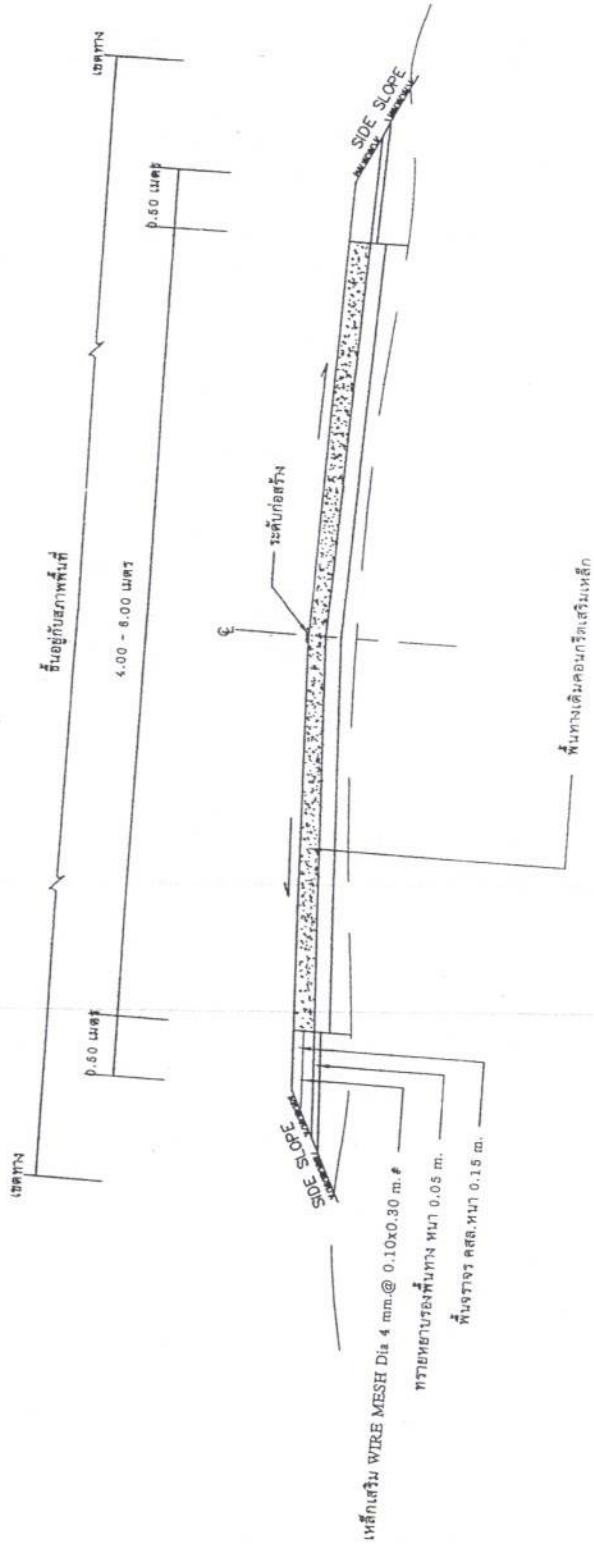 เขตทาง
เขตทาง
ขึ้นอยู่กับสภาพพื้นที่
0.50 เมตร
4.00 - 6.00 เมตร
0.50 เมตร
℄
ระดับก่อสร้าง
SIDE SLOPE
SIDE SLOPE
เหล็กเสริม WIRE MESH Dia 4 mm.@ 0.10x0.30 m.#
ทรายหยาบรองพื้นทาง หนา 0.05 m.
พื้นจราจร คสล.หนา 0.15 m.
พื้นทางเดิมคอนกรีตเสริมเหล็ก